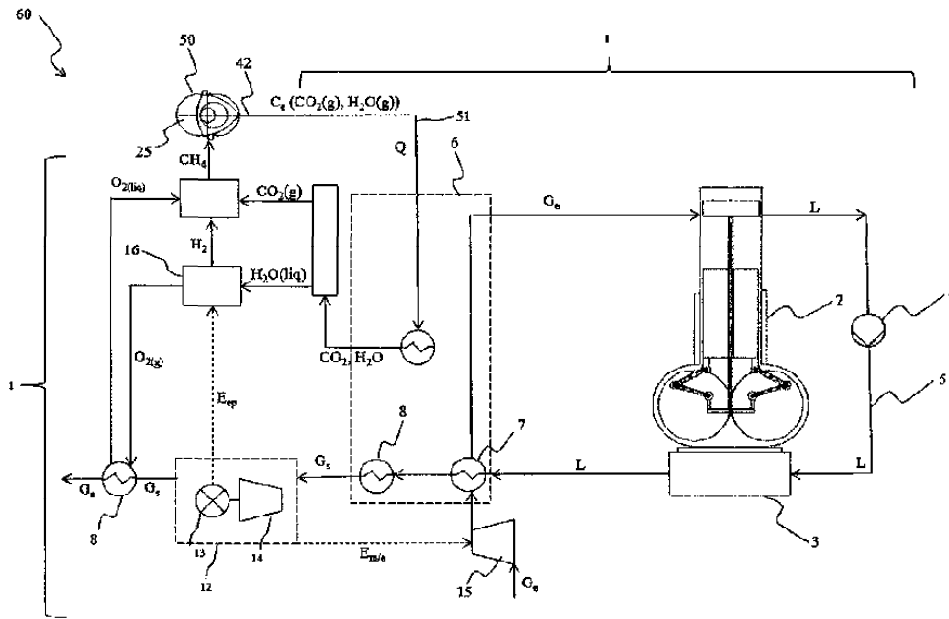 60
50
42
Cₑ (CO₂(g), H₂O(g))
51
25
Q
6
CH₄
O₂(liq)
CO₂(g)
Gₑ
L
H₂
16
H₂O(liq)
2
CO₂, H₂O
5
O₂(g)
1
Eₑₚ
8
7
Gₛ
L
L
Gₛ
8
13
14
12
Eₘ/ₑ
15
Gₑ
3